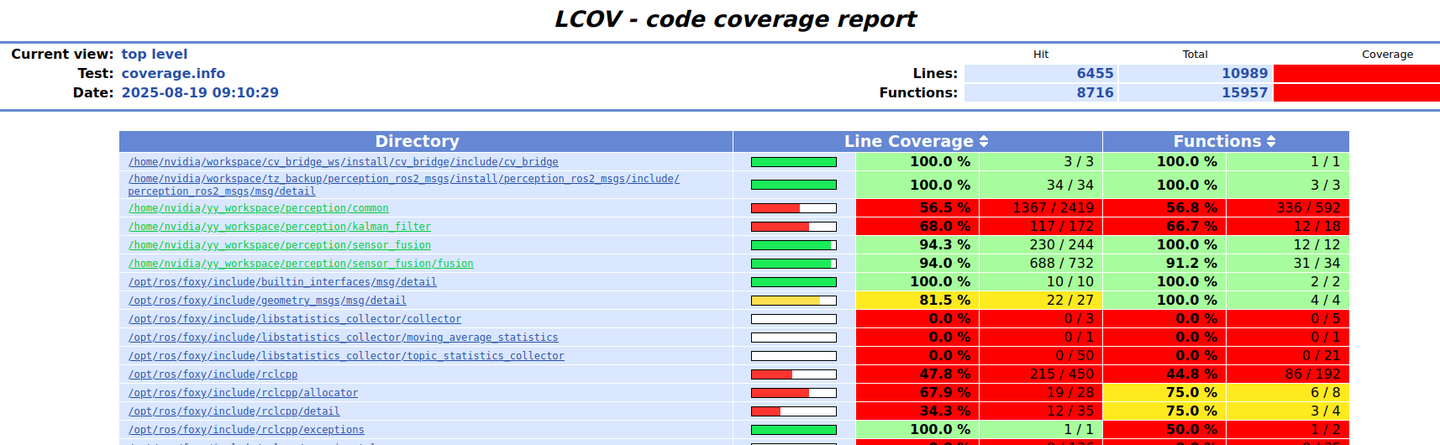 LCOV - code coverage report
Current view: top level Hit Total Coverage
Test: coverage.info Lines: 6455 10989
Date: 2025-08-19 09:10:29 Functions: 8716 15957
Directory Line Coverage Functions
/home/nvidia/workspace/cv_bridge_ws/install/cv_bridge/include/cv_bridge 100.0 % 3 / 3 100.0 % 1 / 1
/home/nvidia/workspace/tz_backup/perception_ros2_msgs/install/perception_ros2_msgs/include/
perception_ros2_msgs/msg/detail 100.0 % 34 / 34 100.0 % 3 / 3
/home/nvidia/yy_workspace/perception/common 56.5 % 1367 / 2419 56.8 % 336 / 592
/home/nvidia/yy_workspace/perception/kalman_filter 68.0 % 117 / 172 66.7 % 12 / 18
/home/nvidia/yy_workspace/perception/sensor_fusion 94.3 % 230 / 244 100.0 % 12 / 12
/home/nvidia/yy_workspace/perception/sensor_fusion/fusion 94.0 % 688 / 732 91.2 % 31 / 34
/opt/ros/foxy/include/builtin_interfaces/msg/detail 100.0 % 10 / 10 100.0 % 2 / 2
/opt/ros/foxy/include/geometry_msgs/msg/detail 81.5 % 22 / 27 100.0 % 4 / 4
/opt/ros/foxy/include/libstatistics_collector/collector 0.0 % 0 / 3 0.0 % 0 / 5
/opt/ros/foxy/include/libstatistics_collector/moving_average_statistics 0.0 % 0 / 1 0.0 % 0 / 1
/opt/ros/foxy/include/libstatistics_collector/topic_statistics_collector 0.0 % 0 / 50 0.0 % 0 / 21
/opt/ros/foxy/include/rclcpp 47.8 % 215 / 450 44.8 % 86 / 192
/opt/ros/foxy/include/rclcpp/allocator 67.9 % 19 / 28 75.0 % 6 / 8
/opt/ros/foxy/include/rclcpp/detail 34.3 % 12 / 35 75.0 % 3 / 4
/opt/ros/foxy/include/rclcpp/exceptions 100.0 % 1 / 1 50.0 % 1 / 2